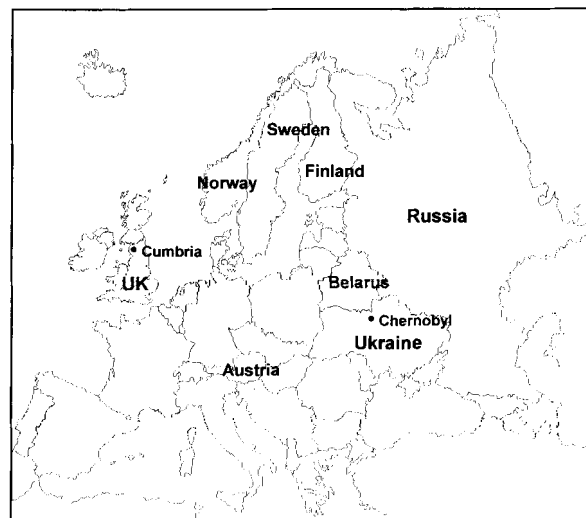 Sweden
Finland
Norway
Russia
Cumbria
UK
Belarus
Chernobyl
Ukraine
Austria